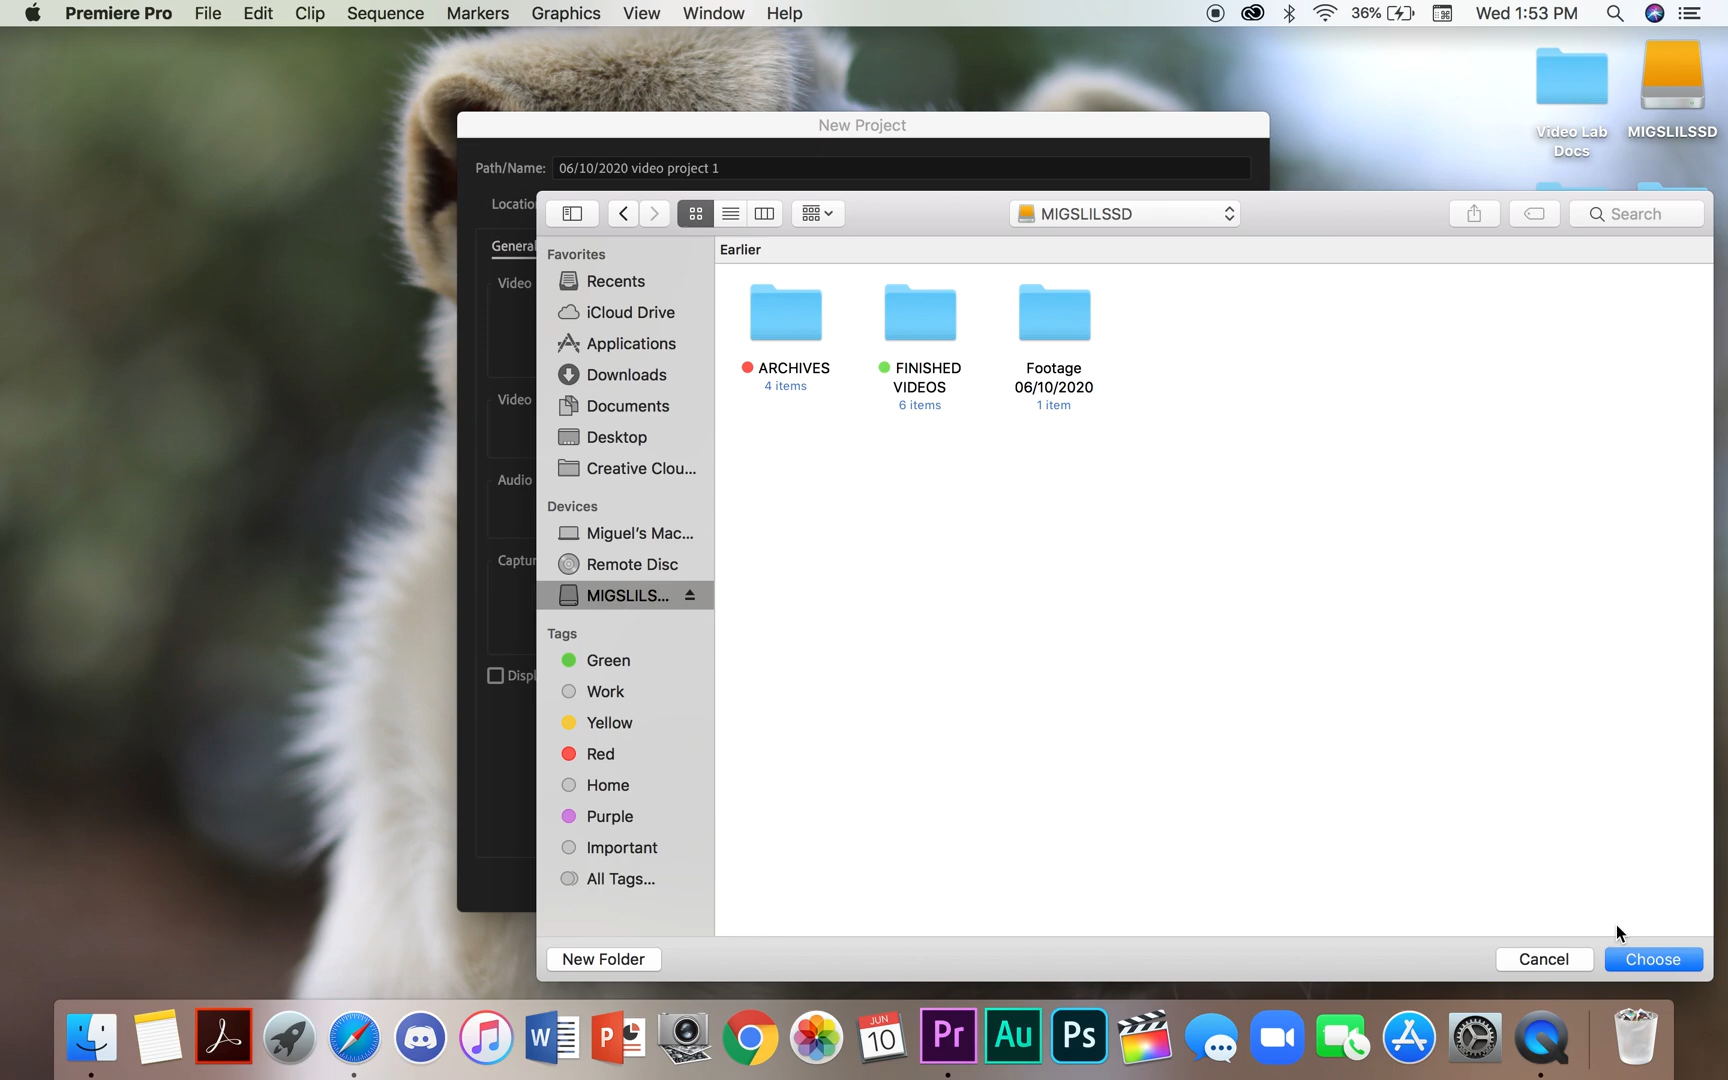 Premiere Pro File Edit Clip Sequence Markers Graphics View Window Help 36% Wed 1:53 PM
Video Lab
Docs
MIGSLILSSD
New Project
Path/Name: 06/10/2020 video project 1
Locatio
MIGSLILSSD
Search
General
Video
Video
Audio
Captur
Displ
Favorites
Recents
iCloud Drive
Applications
Downloads
Documents
Desktop
Creative Clou...
Devices
Miguel's Mac...
Remote Disc
MIGSLILS...
Tags
Green
Work
Yellow
Red
Home
Purple
Important
All Tags...
Earlier
ARCHIVES
4 items
FINISHED
VIDEOS
6 items
Footage
06/10/2020
1 item
New Folder
Cancel
Choose
W
P
JUN
10
Pr
Au
Ps